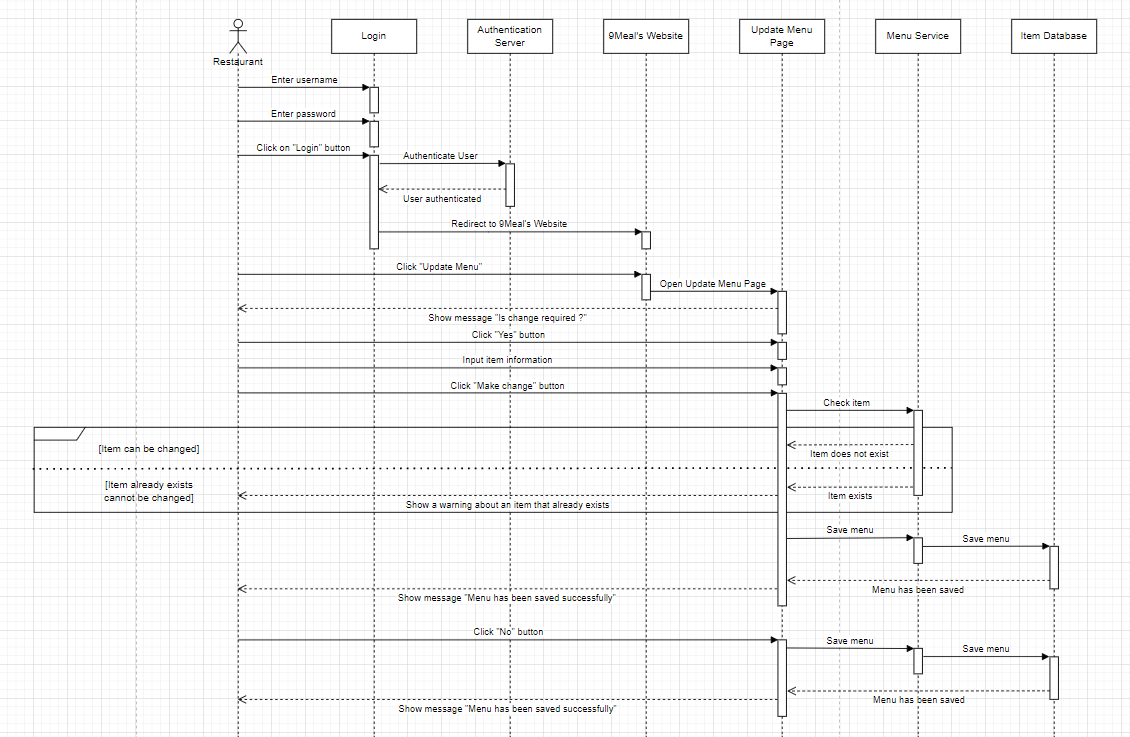 Restaurant
Login
Authentication
Server
9Meal's Website
Update Menu
Page
Menu Service
Item Database
Enter username
Enter password
Click on "Login" button
Authenticate User
User authenticated
Redirect to 9Meal's Website
Click "Update Menu"
Open Update Menu Page
Show message "Is change required ?"
Click "Yes" button
Input item information
Click "Make change" button
Check item
[Item can be changed]
Item does not exist
[Item already exists
cannot be changed]
Item exists
Show a warning about an item that already exists
Save menu
Save menu
Menu has been saved
Show message "Menu has been saved successfully"
Click "No" button
Save menu
Save menu
Menu has been saved
Show message "Menu has been saved successfully"